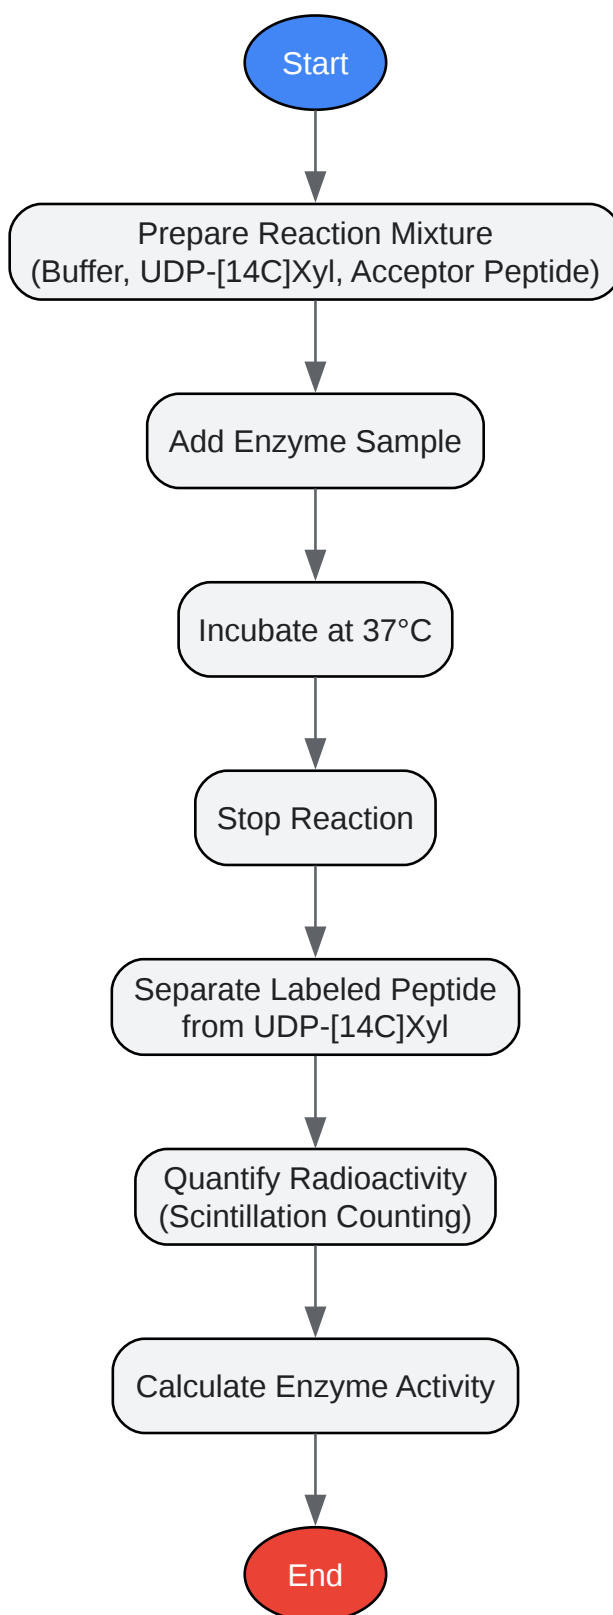 Start
Prepare Reaction Mixture
(Buffer, UDP-[14C]Xyl, Acceptor Peptide)
Add Enzyme Sample
Incubate at 37°C
Stop Reaction
Separate Labeled Peptide
from UDP-[14C]Xyl
Quantify Radioactivity
(Scintillation Counting)
Calculate Enzyme Activity
End